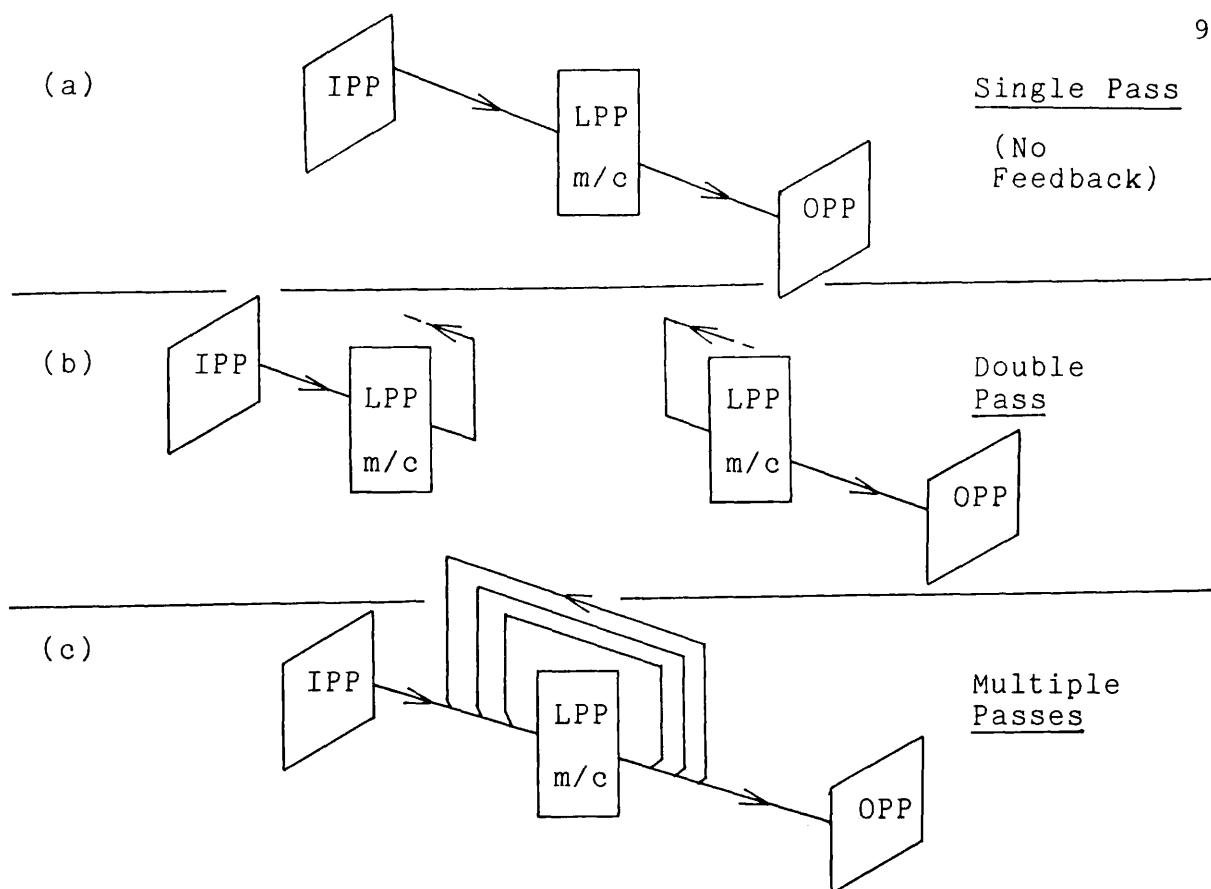 9
(a)
IPP
LPP
m/c
OPP
Single Pass
(No
Feedback)
(b)
IPP
LPP
m/c
LPP
m/c
OPP
Double
Pass
(c)
IPP
LPP
m/c
OPP
Multiple
Passes